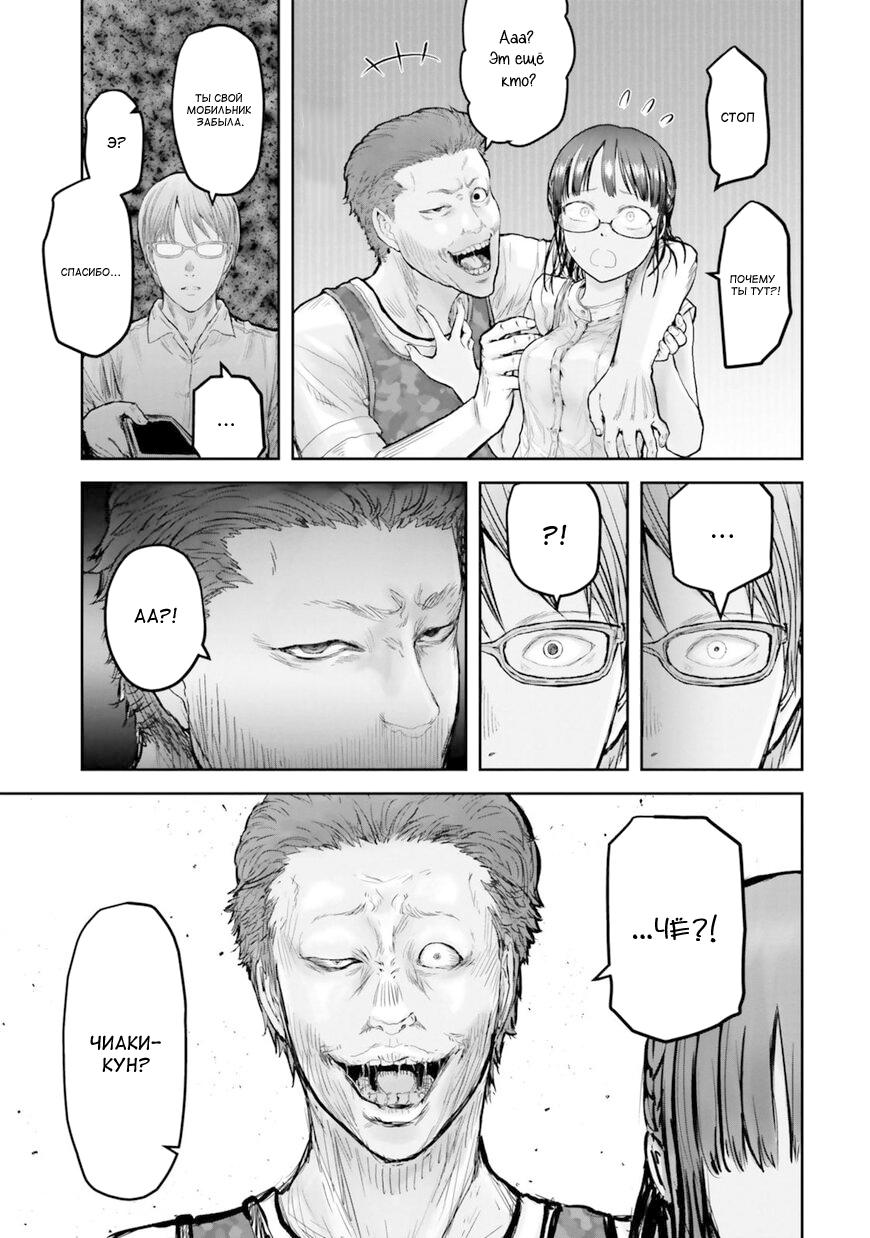 СТОП
ПОЧЕМУ
ТЫ ТУТ?!
Ааа?
Эт ещё
кто?
ТЫ СВОЙ
МОБИЛЬНИК
ЗАБЫЛА.
Э?
СПАСИБО...
...
...
?!
АА?!
...ЧЁ?!
ЧИАКИ-
КУН?